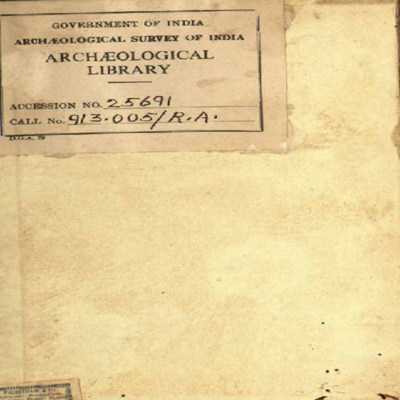 GOVERNMENT OF INDIA
ARCHÆOLOGICAL SURVEY OF INDIA
ARCHÆOLOGICAL
LIBRARY
ACCESSION NO. 25691
CALL No. 913.005/R.A.
D.G.A. 79